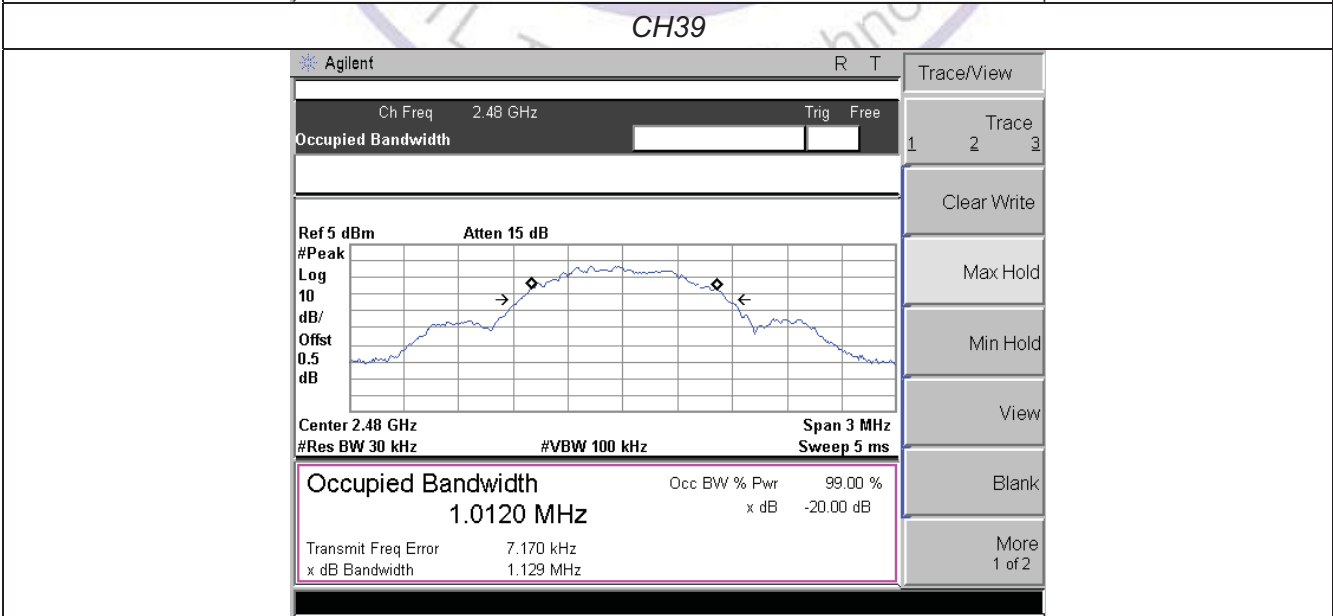 CH39
Agilent R T
Trace/View
Ch Freq 2.48 GHz Trig Free
Occupied Bandwidth
Trace
1 2 3
Clear Write
Ref 5 dBm Atten 15 dB
#Peak
Log
10
dB/
Offst
0.5
dB
Max Hold
Min Hold
View
Center 2.48 GHz Span 3 MHz
#Res BW 30 kHz #VBW 100 kHz Sweep 5 ms
Occupied Bandwidth Occ BW % Pwr 99.00 %
1.0120 MHz x dB -20.00 dB
Blank
Transmit Freq Error 7.170 kHz
x dB Bandwidth 1.129 MHz
More
1 of 2